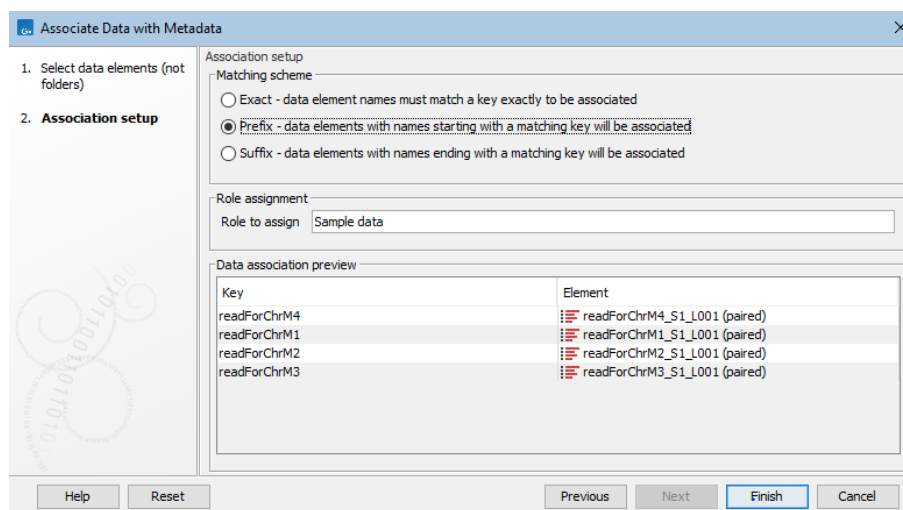 Associate Data with Metadata
1. Select data elements (not
folders)
2. Association setup
Association setup
Matching scheme
Exact - data element names must match a key exactly to be associated
Prefix - data elements with names starting with a matching key will be associated
Suffix - data elements with names ending with a matching key will be associated
Role assignment
Role to assign Sample data
Data association preview
Key Element
readForChrM4 readForChrM4_S1_L001 (paired)
readForChrM1 readForChrM1_S1_L001 (paired)
readForChrM2 readForChrM2_S1_L001 (paired)
readForChrM3 readForChrM3_S1_L001 (paired)
Help Reset Previous Next Finish Cancel